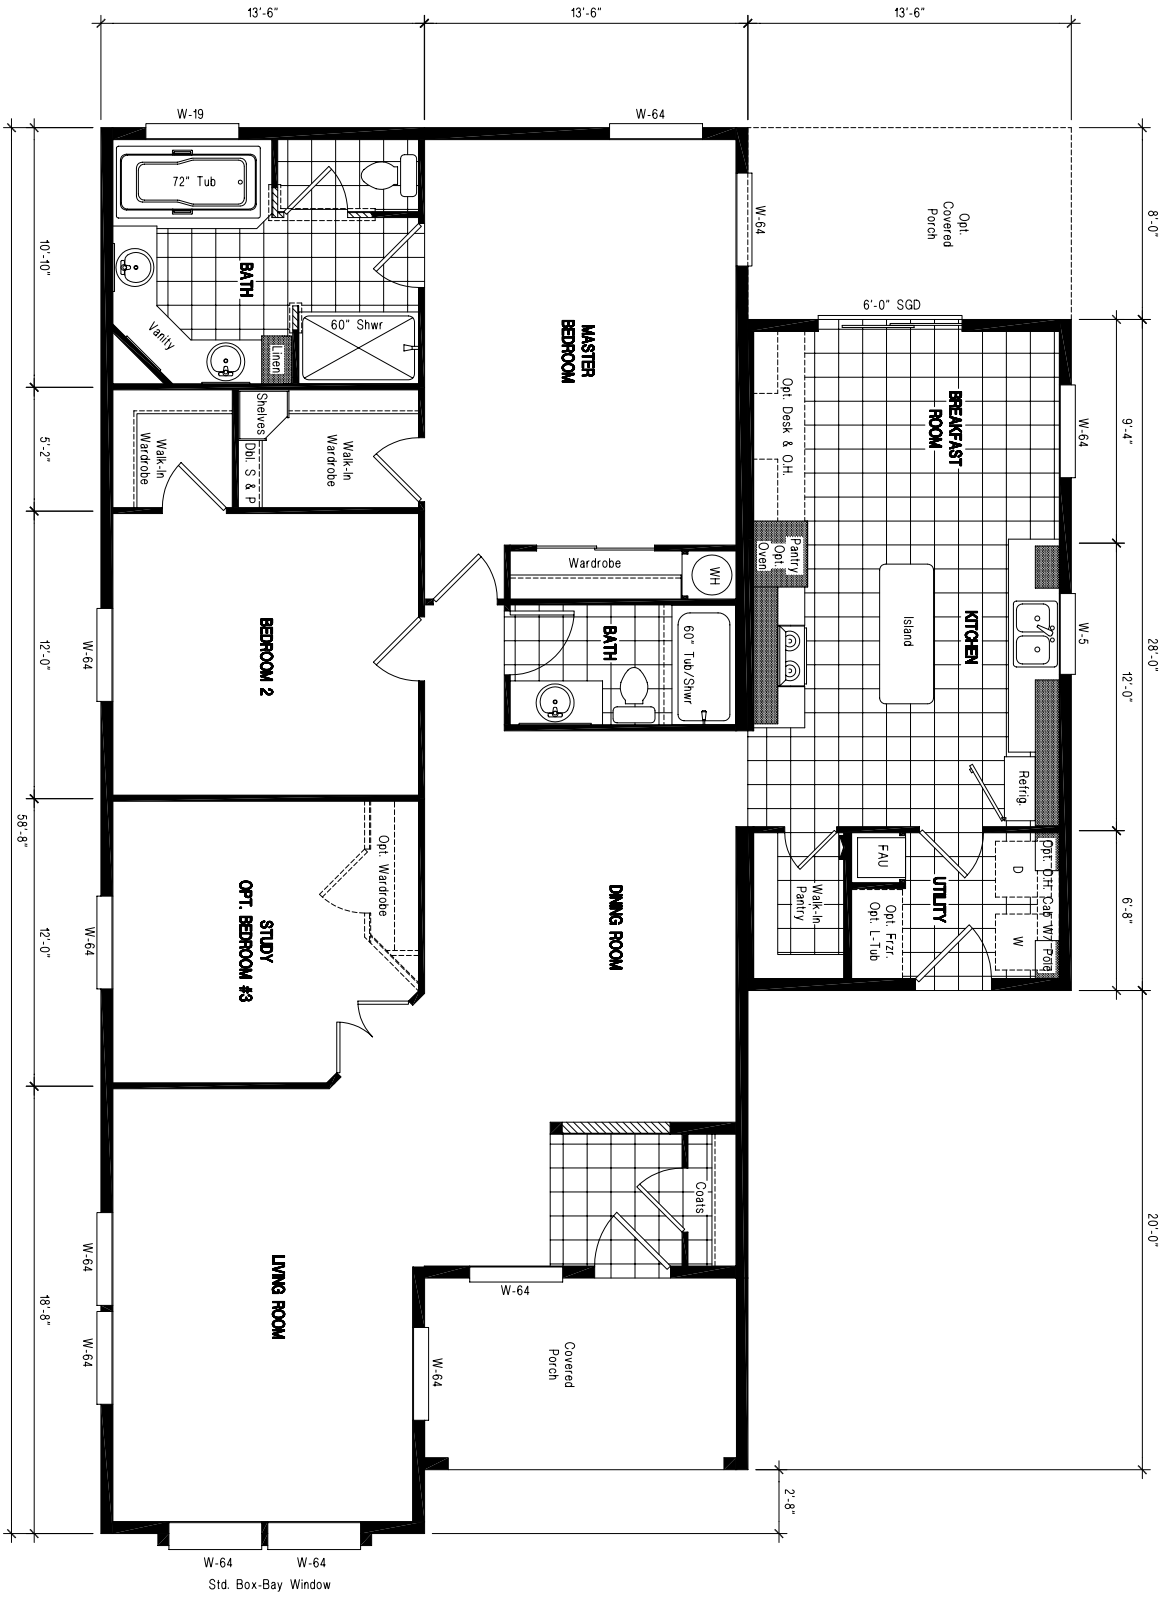 13'-6"
13'-6"
13'-6"
W-19
W-64
72" Tub
W-64
Opt.
Covered
Porch
8'-0"
10'-10"
BATH
Vanity
Linen
60" Shwr
MASTER
BEDROOM
6'-0" SGD
BREAKFAST
ROOM
Opt. Desk & O.H.
W-64
9'-4"
5'-2"
Walk-In
Wardrobe
Shelves
Dbl. S & P
Walk-In
Wardrobe
Wardrobe
WH
Pantry
Opt.
Oven
Island
KITCHEN
W-5
28'-0"
12'-0"
12'-0"
W-64
BEDROOM 2
BATH
60" Tub/Shwr
Refrig.
58'-8"
12'-0"
W-64
STUDY
OPT. BEDROOM #3
Opt. Wardrobe
DINING ROOM
Walk-In
Pantry
FAU
Opt. Frzr.
Opt. L-Tub
UTILITY
D
W
Opt. O.H. Cab W/
Pole
6'-8"
Coats
20'-0"
W-64
W-64
18'-8"
LIVING ROOM
W-64
W-64
Covered
Porch
2'-8"
W-64
W-64
Std. Box-Bay Window